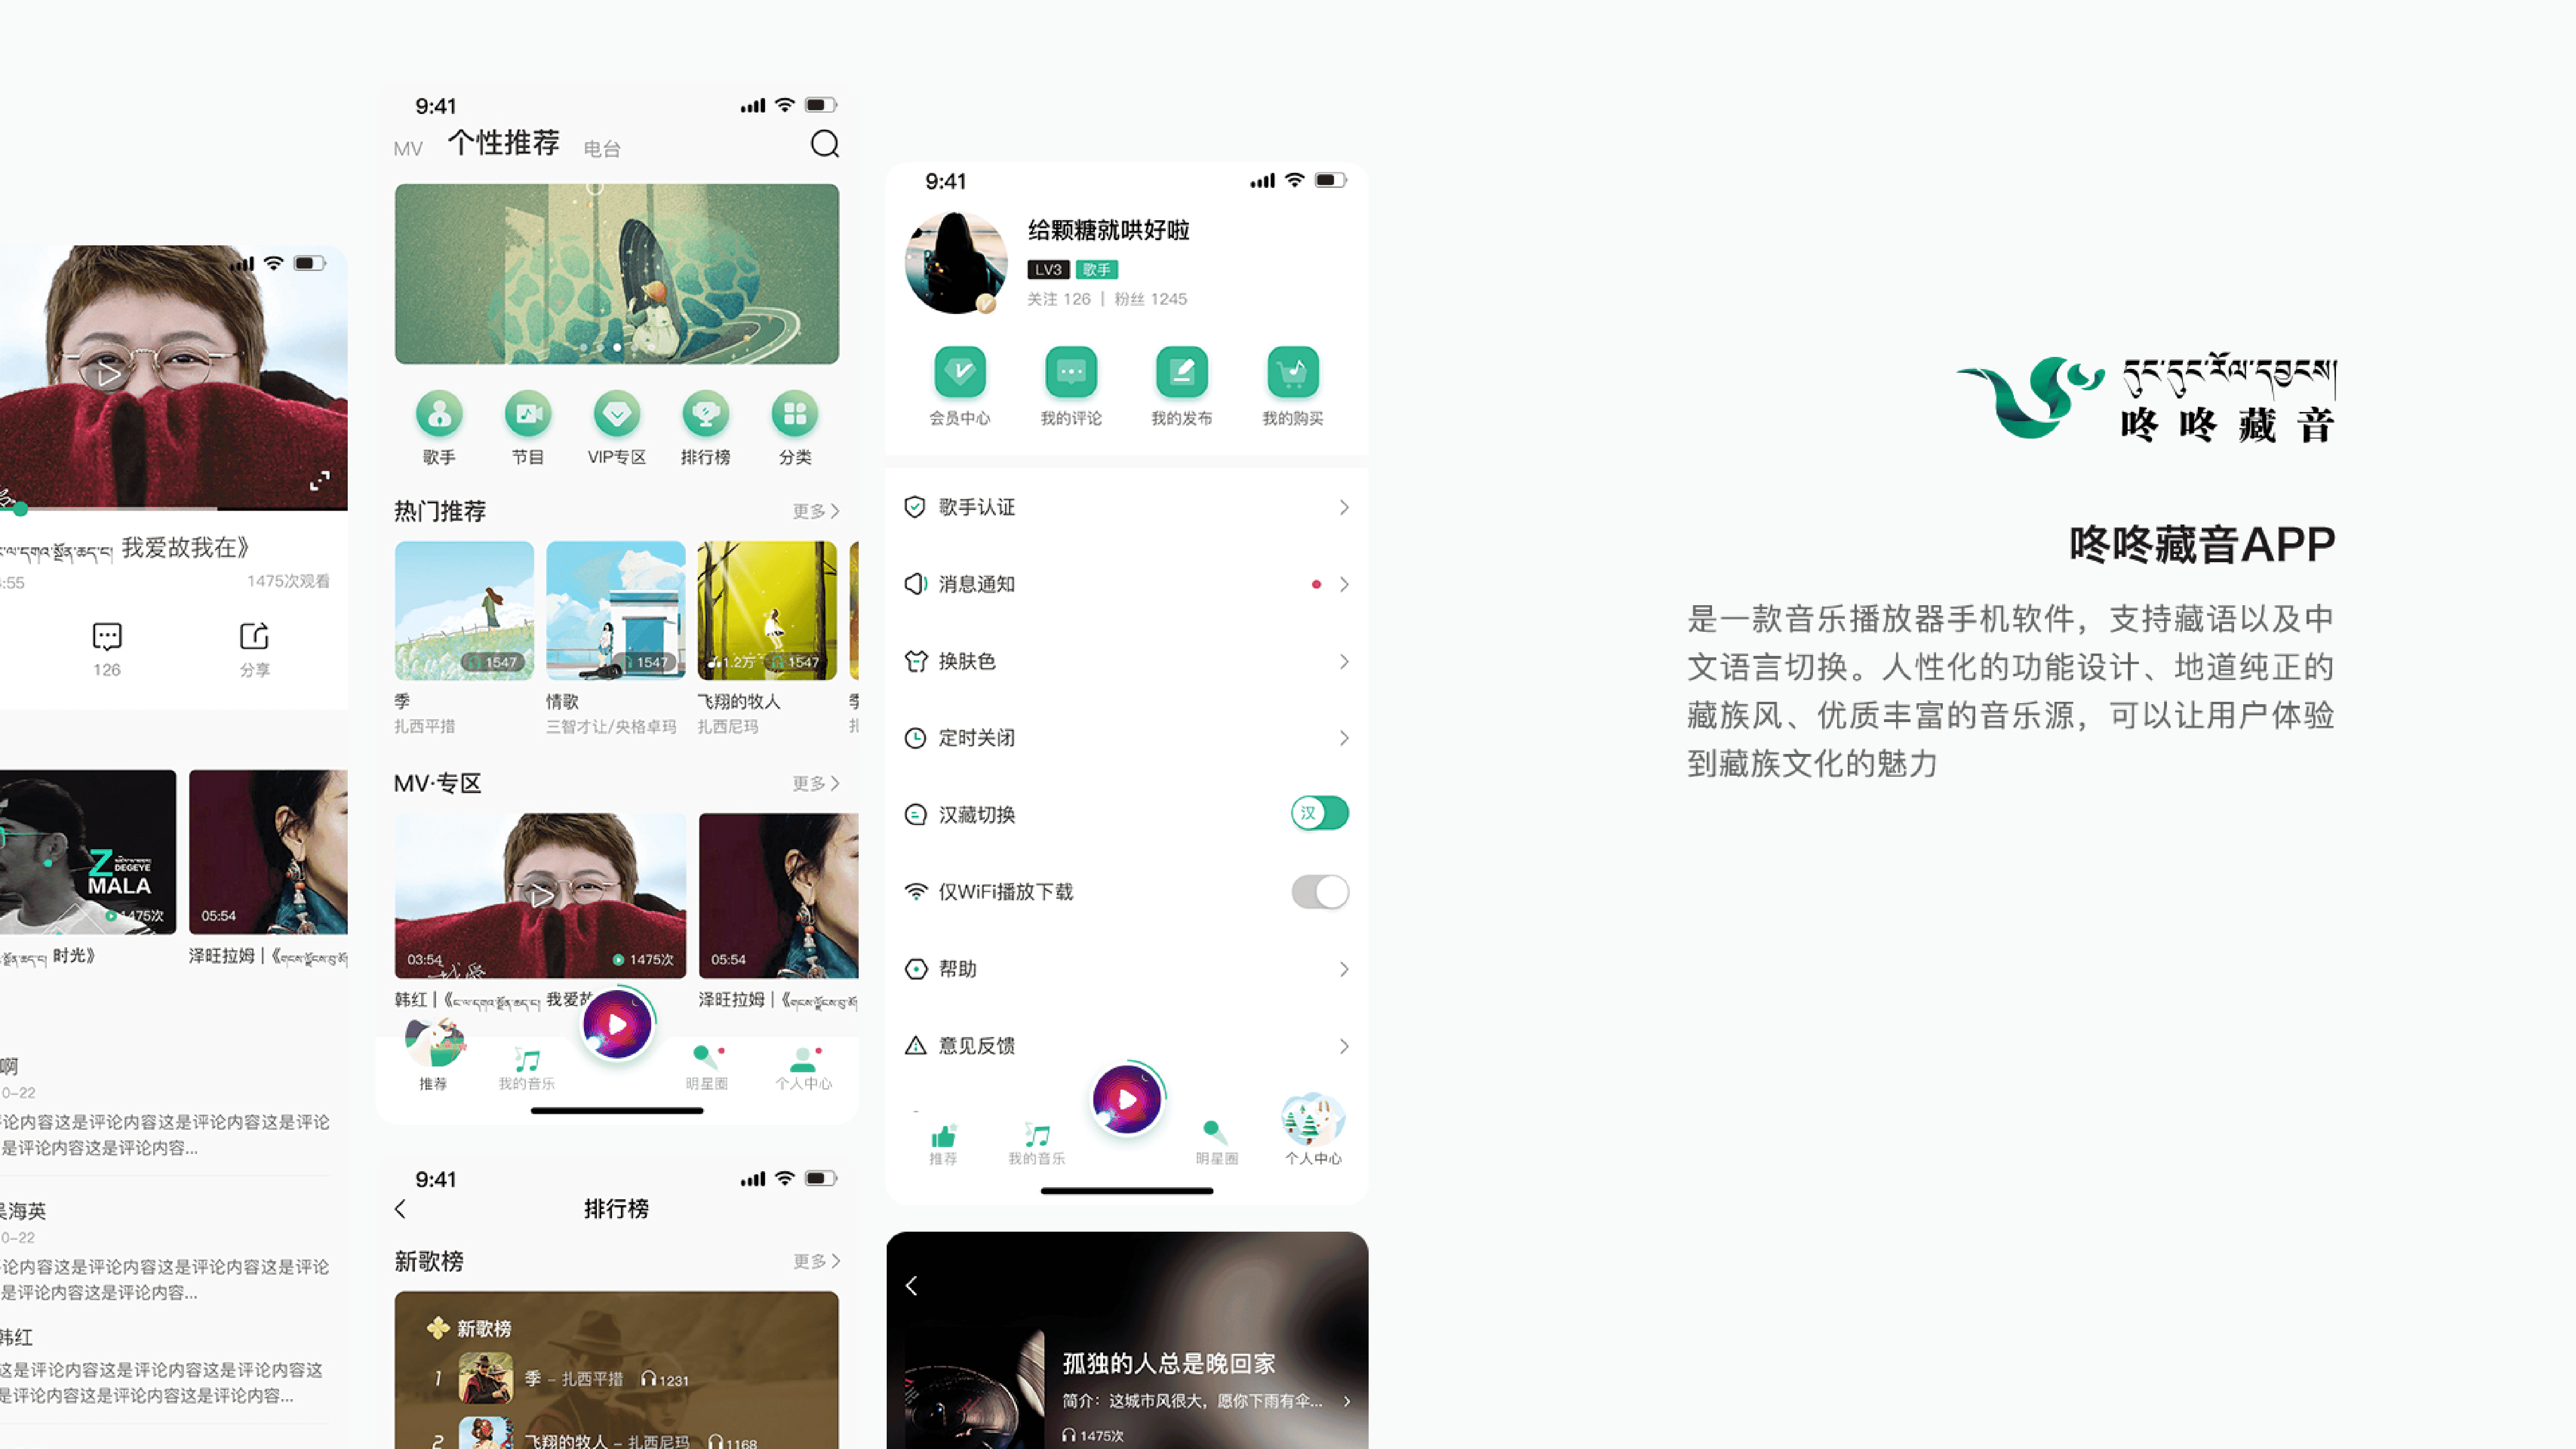 我爱故我在》
:55
1475次观看
126
分享
Z
DEGEYE
MALA
1475次
05:54
时光》
泽旺拉姆 |《
啊
0-22
评论内容这是评论内容这是评论内容这是评论
是评论内容这是评论内容...
吴海英
0-22
评论内容这是评论内容这是评论内容这是评论
是评论内容这是评论内容...
韩红
这是评论内容这是评论内容这是评论内容这
是评论内容这是评论内容这是评论内容...
9:41
MV 个性推荐 电台
歌手 节目 VIP专区 排行榜 分类
热门推荐 更多
1547 1547 1.2万 1547
季 情歌 飞翔的牧人 季
扎西平措 三智才让/央格卓玛 扎西尼玛 扎
MV·专区 更多
03:54 1475次 05:54
韩红 |《ང་ལ་དགའ་སྔོན་ཆད་ང། 我爱故 泽旺拉姆 |《
推荐 我的音乐 明星圈 个人中心
9:41
排行榜
新歌榜 更多
新歌榜
1 季 – 扎西平措 1231
2 飞翔的牧人 – 扎西尼玛 1168
9:41
给颗糖就哄好啦
LV3 歌手
关注 126 | 粉丝 1245
会员中心 我的评论 我的发布 我的购买
歌手认证
消息通知
换肤色
定时关闭
汉藏切换 汉
仅WiFi播放下载
帮助
意见反馈
推荐 我的音乐 明星圈 个人中心
孤独的人总是晚回家
简介：这城市风很大，愿你下雨有伞...
1475次
དུང་དུང་རོལ་དབྱངས།
咚咚藏音
咚咚藏音APP
是一款音乐播放器手机软件，支持藏语以及中
文语言切换。人性化的功能设计、地道纯正的
藏族风、优质丰富的音乐源，可以让用户体验
到藏族文化的魅力